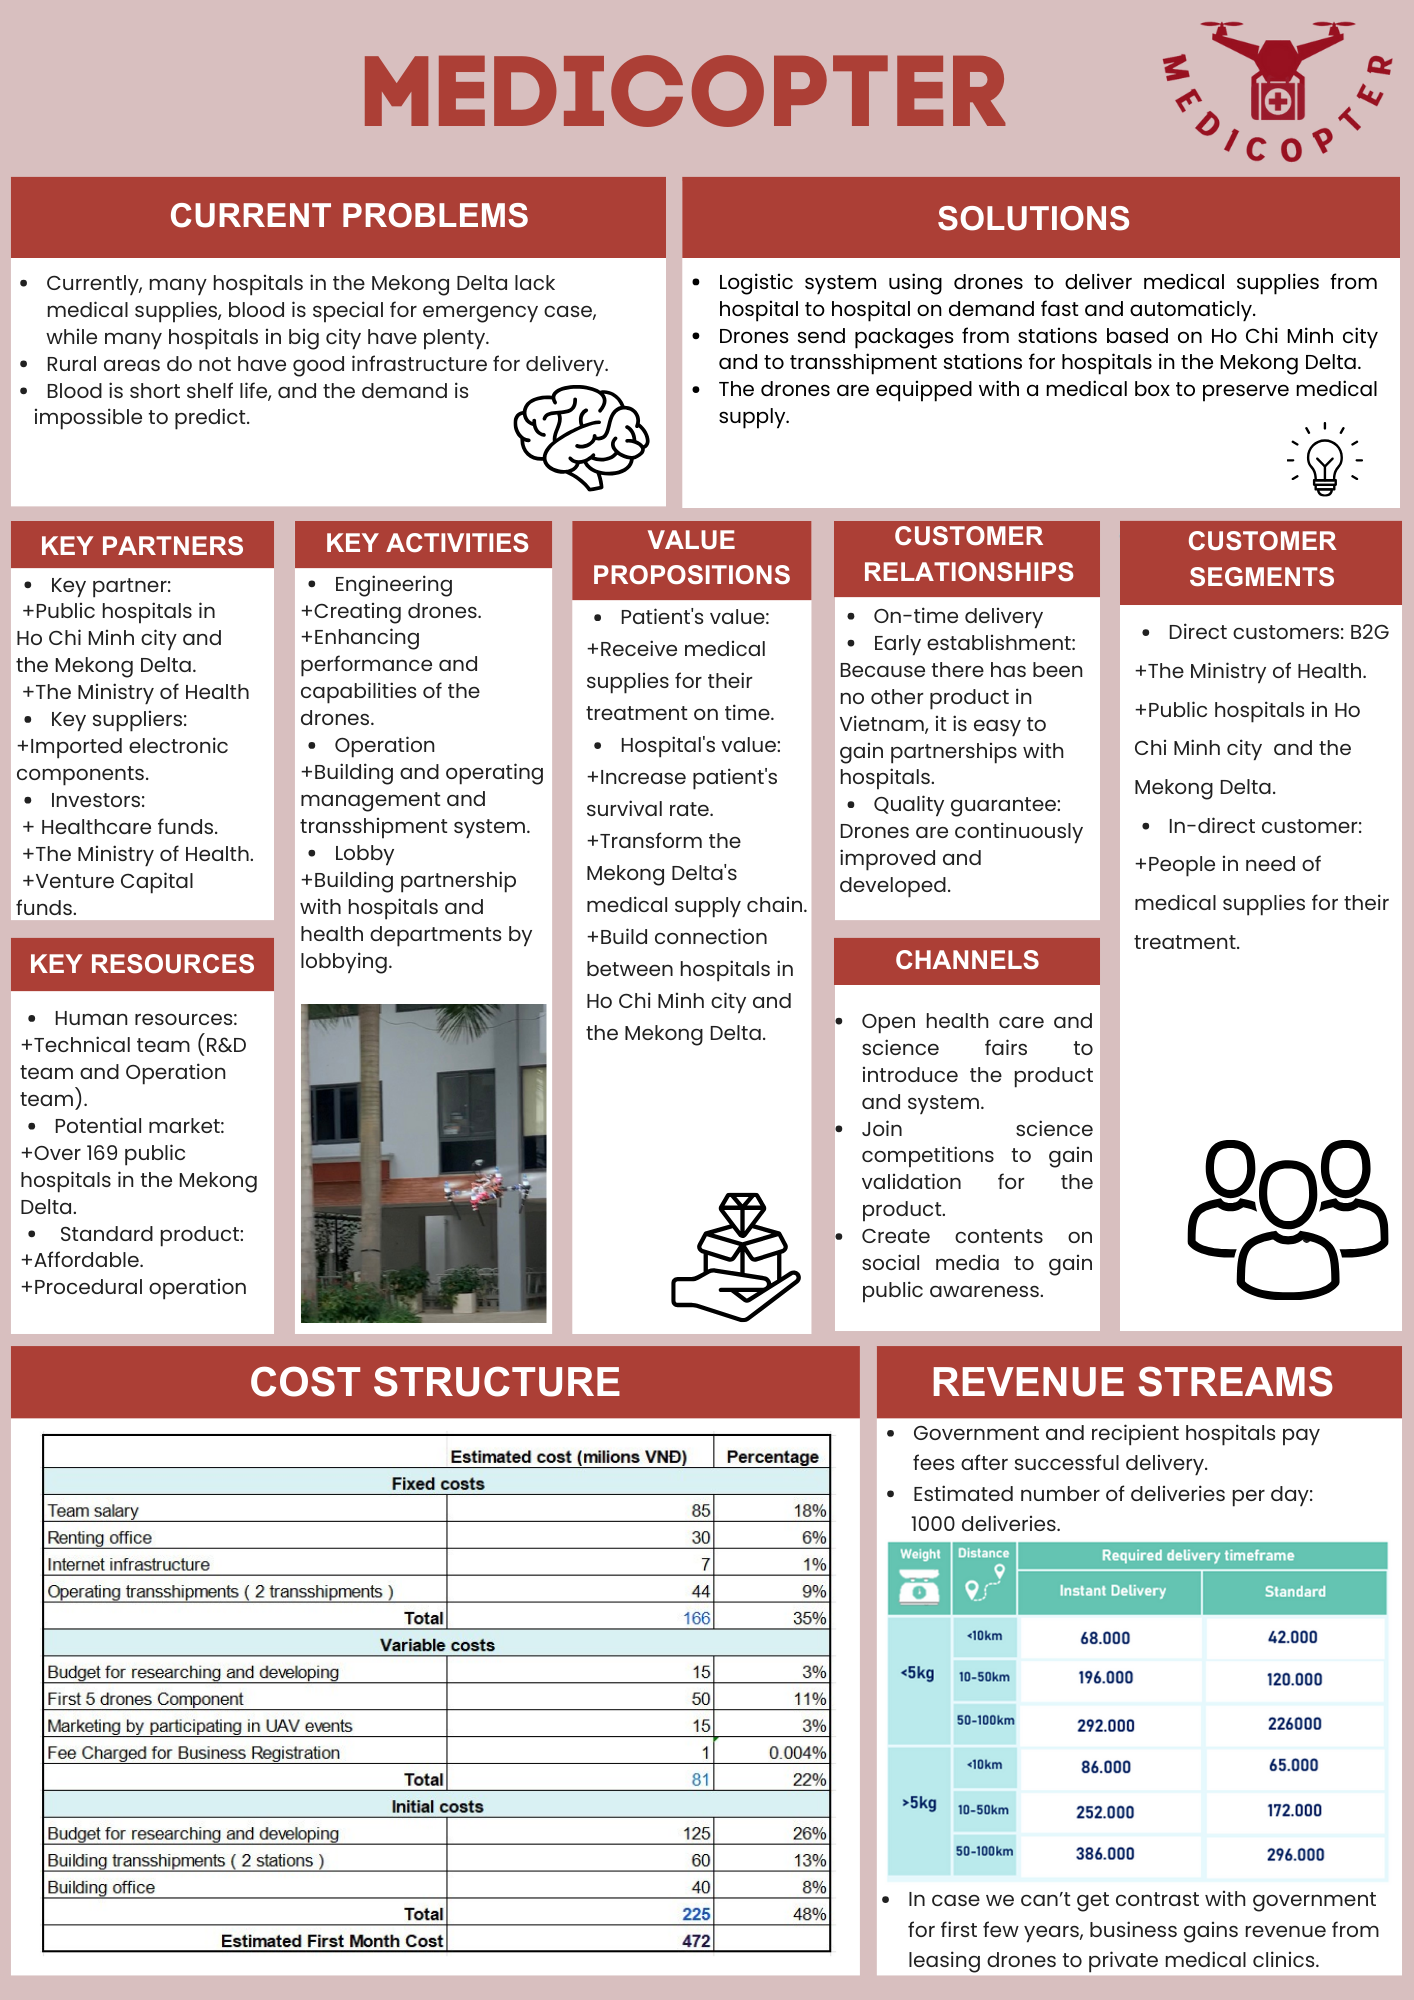 MEDICOPTER
MEDICOPTER
CURRENT PROBLEMS
• Currently, many hospitals in the Mekong Delta lack
medical supplies, blood is special for emergency case,
while many hospitals in big city have plenty.
• Rural areas do not have good infrastructure for delivery.
• Blood is short shelf life, and the demand is
impossible to predict.
SOLUTIONS
• Logistic system using drones to deliver medical supplies from
hospital to hospital on demand fast and automaticly.
• Drones send packages from stations based on Ho Chi Minh city
and to transshipment stations for hospitals in the Mekong Delta.
• The drones are equipped with a medical box to preserve medical
supply.
KEY PARTNERS
• Key partner:
+Public hospitals in
Ho Chi Minh city and
the Mekong Delta.
+The Ministry of Health
• Key suppliers:
+Imported electronic
components.
• Investors:
+ Healthcare funds.
+The Ministry of Health.
+Venture Capital
funds.
KEY RESOURCES
• Human resources:
+Technical team (R&D
team and Operation
team).
• Potential market:
+Over 169 public
hospitals in the Mekong
Delta.
• Standard product:
+Affordable.
+Procedural operation
KEY ACTIVITIES
• Engineering
+Creating drones.
+Enhancing
performance and
capabilities of the
drones.
• Operation
+Building and operating
management and
transshipment system.
• Lobby
+Building partnership
with hospitals and
health departments by
lobbying.
VALUE
PROPOSITIONS
• Patient's value:
+Receive medical
supplies for their
treatment on time.
• Hospital's value:
+Increase patient's
survival rate.
+Transform the
Mekong Delta's
medical supply chain.
+Build connection
between hospitals in
Ho Chi Minh city and
the Mekong Delta.
CUSTOMER
RELATIONSHIPS
• On-time delivery
• Early establishment:
Because there has been
no other product in
Vietnam, it is easy to
gain partnerships with
hospitals.
• Quality guarantee:
Drones are continuously
improved and
developed.
CHANNELS
• Open health care and
science fairs to
introduce the product
and system.
• Join science
competitions to gain
validation for the
product.
• Create contents on
social media to gain
public awareness.
CUSTOMER
SEGMENTS
• Direct customers: B2G
+The Ministry of Health.
+Public hospitals in Ho
Chi Minh city and the
Mekong Delta.
• In-direct customer:
+People in need of
medical supplies for their
treatment.
COST STRUCTURE
Estimated cost (milions VNĐ) Percentage
Fixed costs
Team salary 85 18%
Renting office 30 6%
Internet infrastructure 7 1%
Operating transshipments ( 2 transshipments ) 44 9%
Total 166 35%
Variable costs
Budget for researching and developing 15 3%
First 5 drones Component 50 11%
Marketing by participating in UAV events 15 3%
Fee Charged for Business Registration 1 0.004%
Total 81 22%
Initial costs
Budget for researching and developing 125 26%
Building transshipments ( 2 stations ) 60 13%
Building office 40 8%
Total 225 48%
Estimated First Month Cost 472
REVENUE STREAMS
• Government and recipient hospitals pay
fees after successful delivery.
• Estimated number of deliveries per day:
1000 deliveries.
Weight Distance Required delivery timeframe
Instant Delivery Standard
<5kg
<10km 68.000 42.000
10-50km 196.000 120.000
50-100km 292.000 226000
>5kg
<10km 86.000 65.000
10-50km 252.000 172.000
50-100km 386.000 296.000
• In case we can't get contrast with government
for first few years, business gains revenue from
leasing drones to private medical clinics.